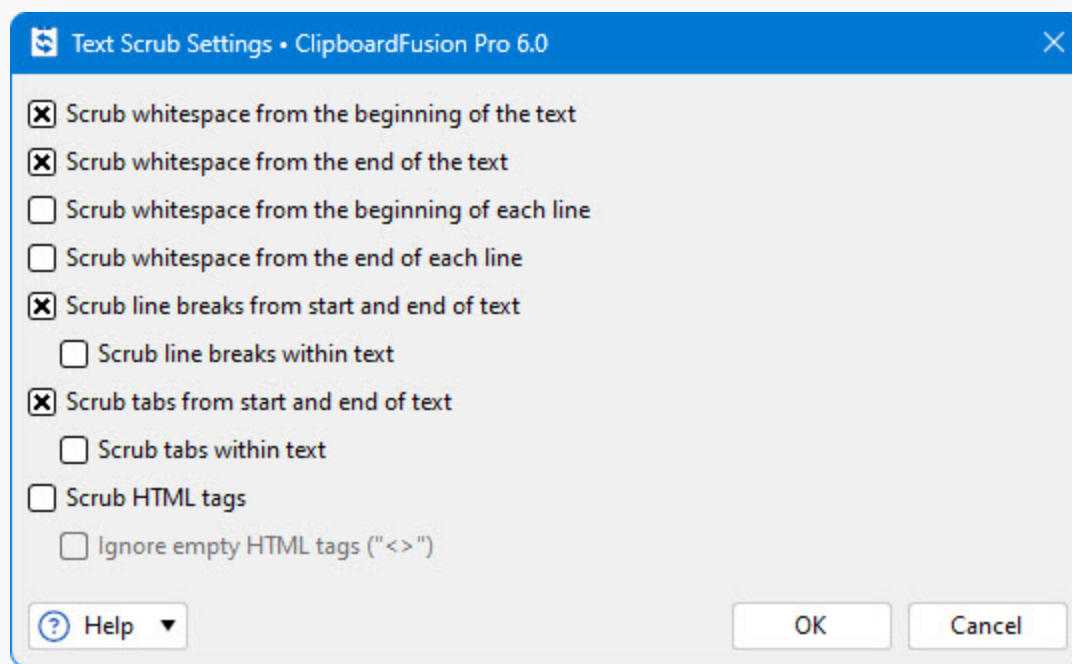 Text Scrub Settings • ClipboardFusion Pro 6.0
Scrub whitespace from the beginning of the text
Scrub whitespace from the end of the text
Scrub whitespace from the beginning of each line
Scrub whitespace from the end of each line
Scrub line breaks from start and end of text
Scrub line breaks within text
Scrub tabs from start and end of text
Scrub tabs within text
Scrub HTML tags
Ignore empty HTML tags ("<>")
? Help ▼ OK Cancel